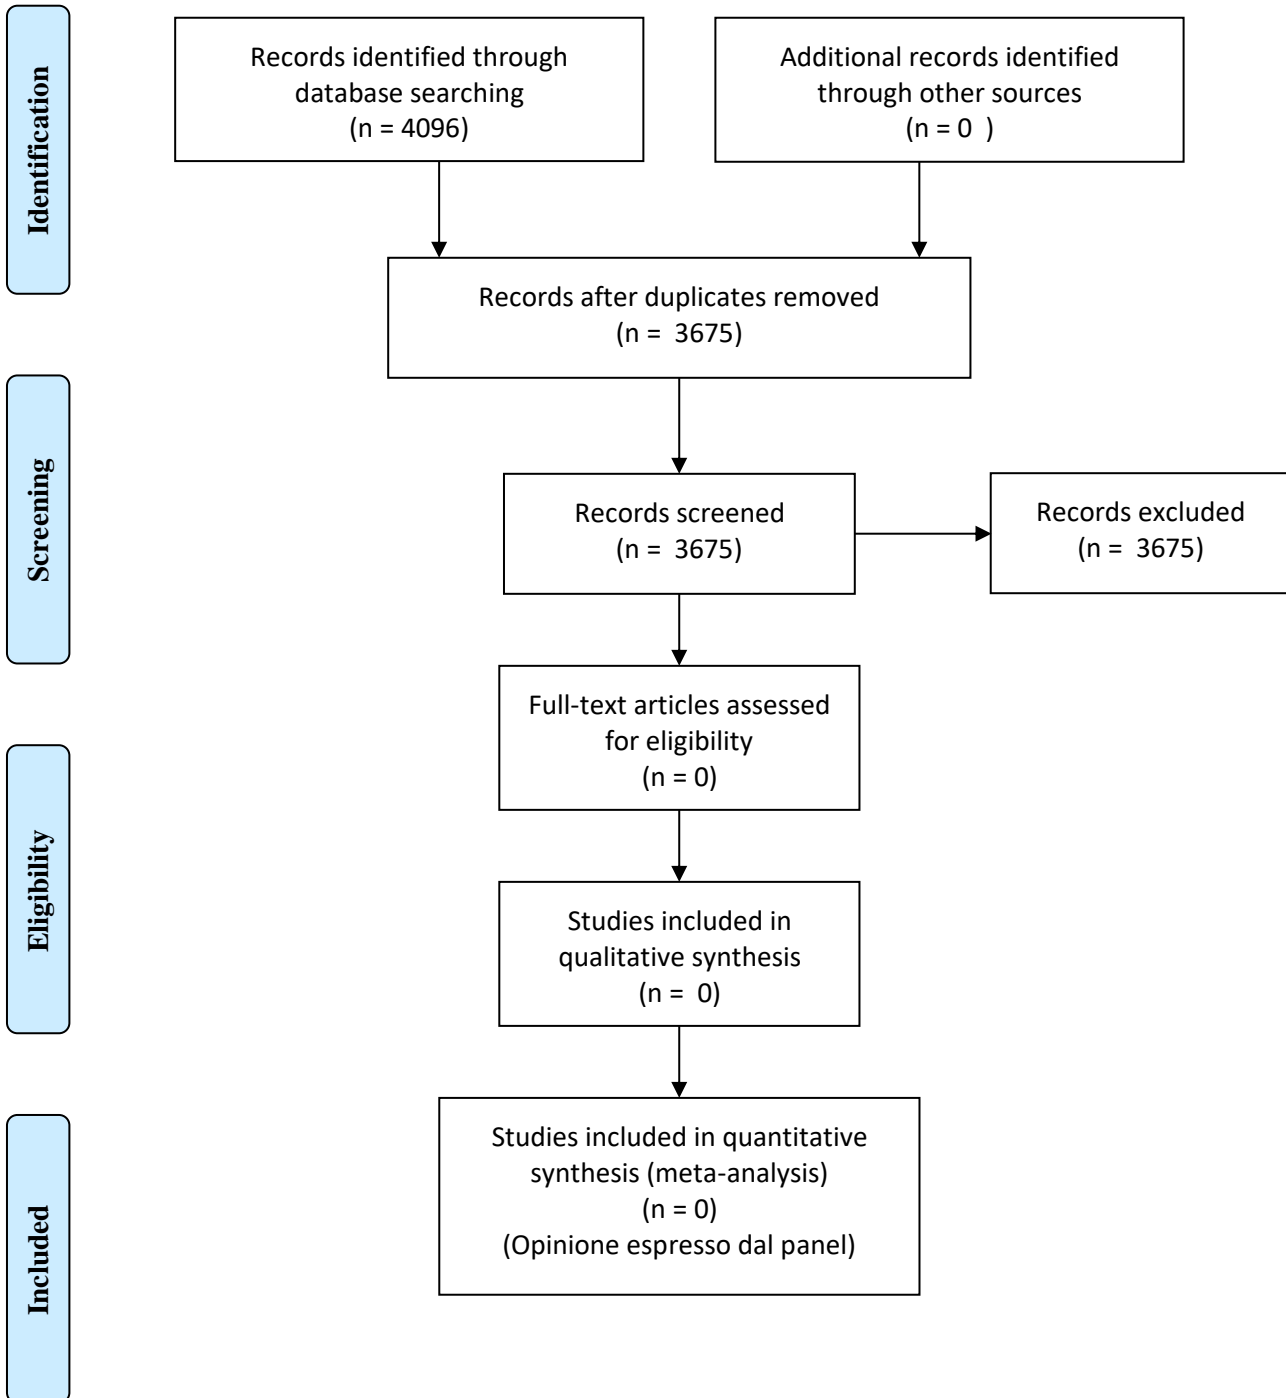 Identification
Records identified through
database searching
(n = 4096)
Additional records identified
through other sources
(n = 0  )
Records after duplicates removed
(n =  3675)
Screening
Records screened
(n =  3675)
Records excluded
(n =  3675)
Full-text articles assessed
for eligibility
(n = 0)
Eligibility
Studies included in
qualitative synthesis
(n =  0)
Included
Studies included in quantitative
synthesis (meta-analysis)
(n = 0)
(Opinione espresso dal panel)